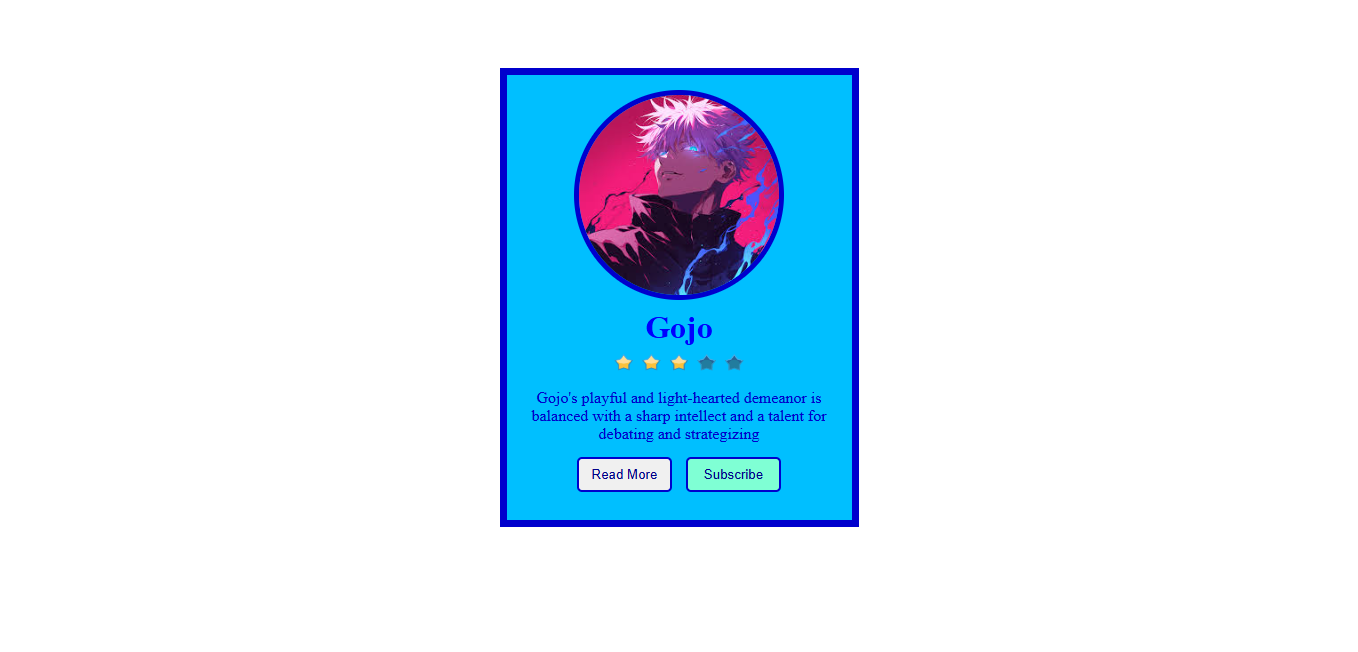 Gojo
Gojo's playful and light-hearted demeanor is
balanced with a sharp intellect and a talent for
debating and strategizing
Read More
Subscribe